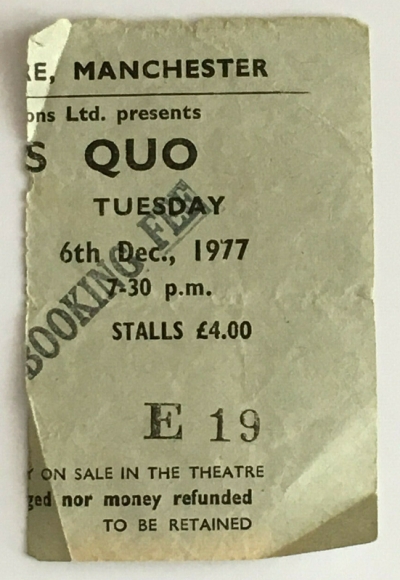 RE, MANCHESTER
ons Ltd. presents
S QUO
TUESDAY
6th Dec., 1977
7-30 p.m.
STALLS £4.00
BOOKING FEE
E 19
Y ON SALE IN THE THEATRE
ged nor money refunded
TO BE RETAINED